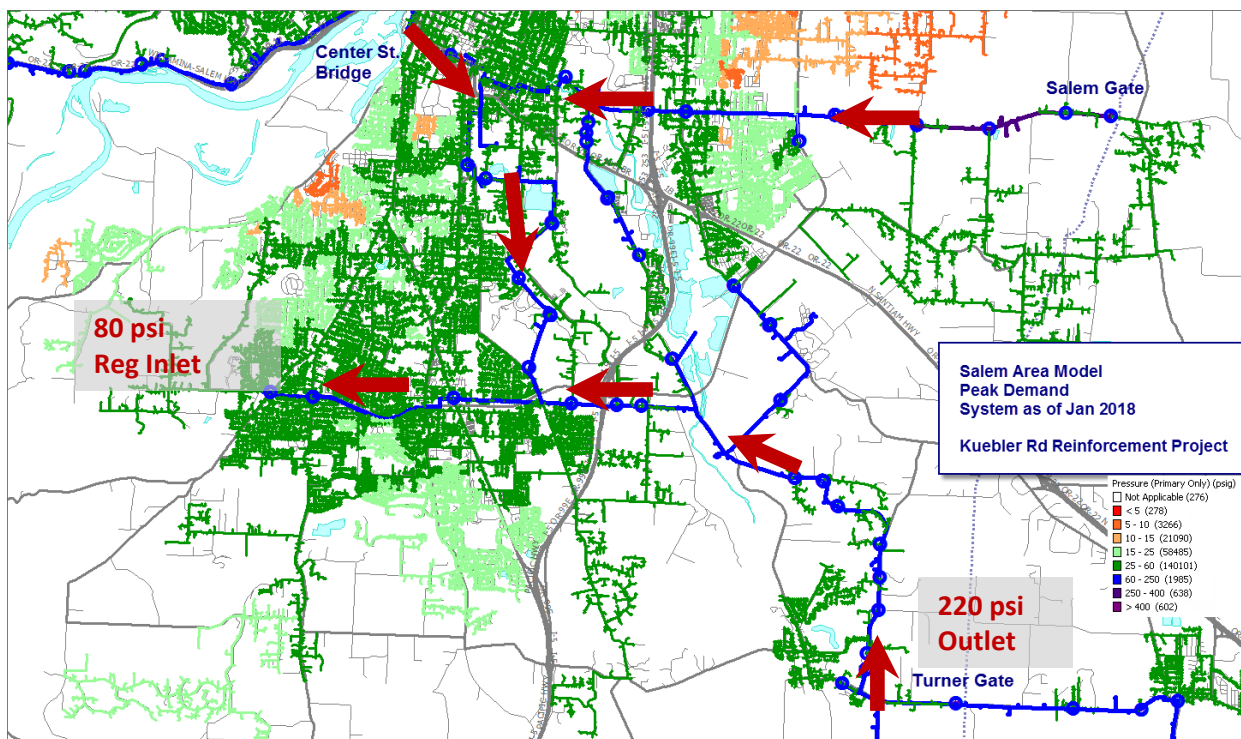 Center St.
Bridge
Salem Gate
80 psi
Reg Inlet
Salem Area Model
Peak Demand
System as of Jan 2018
Kuebler Rd Reinforcement Project
Pressure (Primary Only) (psig)
Not Applicable (276)
< 5 (278)
5 - 10 (3266)
10 - 15 (21090)
15 - 25 (58485)
25 - 60 (140101)
60 - 250 (1985)
250 - 400 (638)
> 400 (602)
220 psi
Outlet
Turner Gate
N SANTIAM HWY